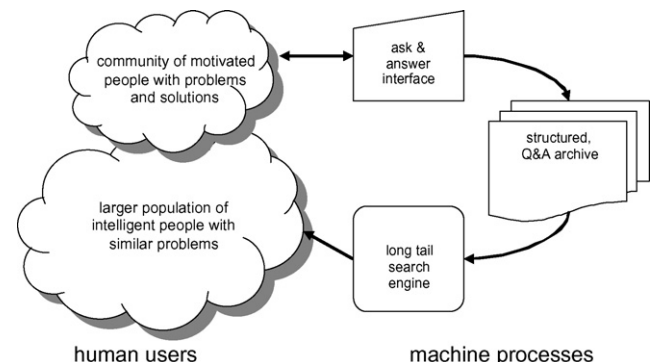 community of motivated
people with problems
and solutions
ask &
answer
interface
structured,
Q&A archive
larger population of
intelligent people with
similar problems
long tail
search
engine
human users
machine processes